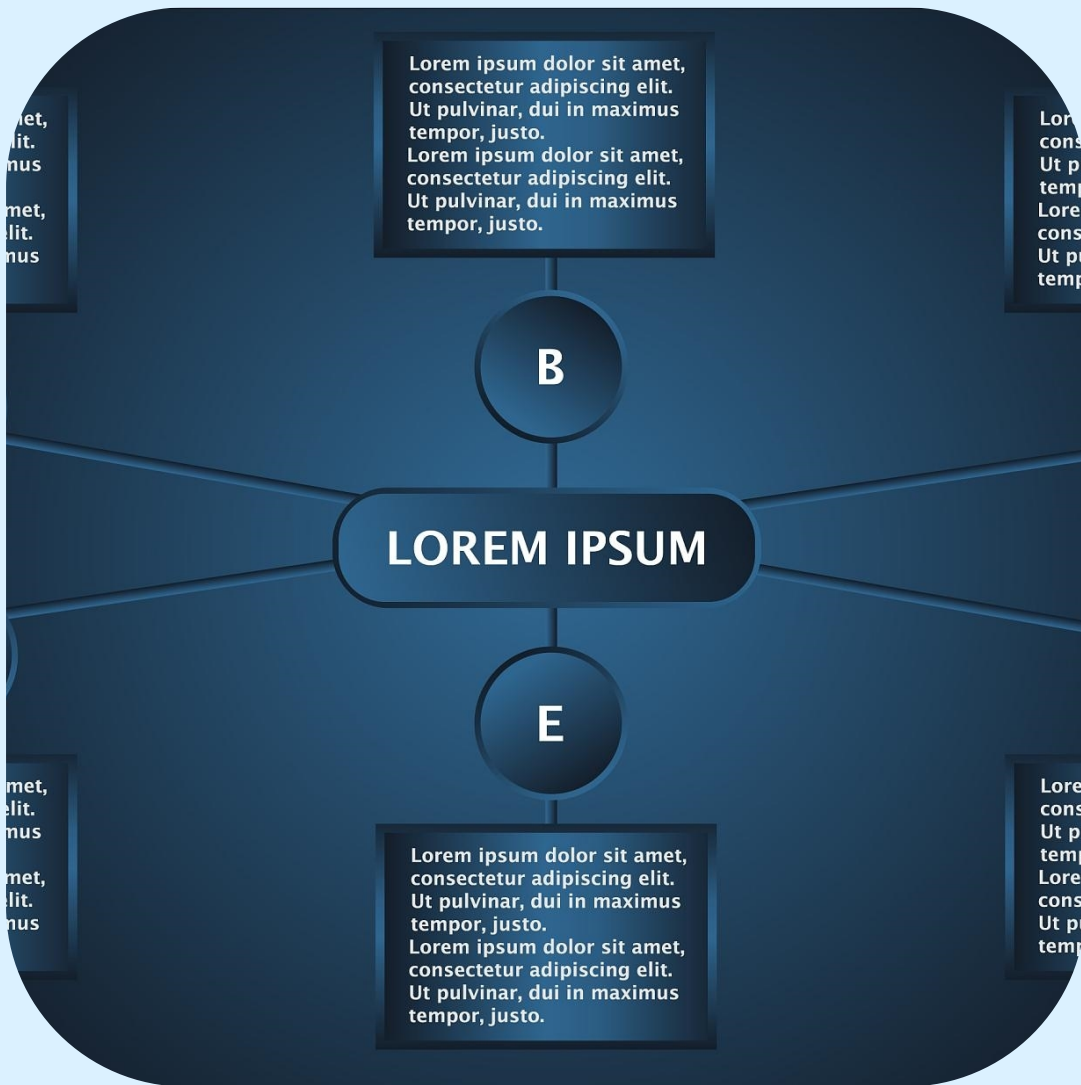 Lorem ipsum dolor sit amet,
consectetur adipiscing elit.
Ut pulvinar, dui in maximus
tempor, justo.
Lorem ipsum dolor sit amet,
consectetur adipiscing elit.
Ut pulvinar, dui in maximus
tempor, justo.
B
LOREM IPSUM
E
Lorem ipsum dolor sit amet,
consectetur adipiscing elit.
Ut pulvinar, dui in maximus
tempor, justo.
Lorem ipsum dolor sit amet,
consectetur adipiscing elit.
Ut pulvinar, dui in maximus
tempor, justo.